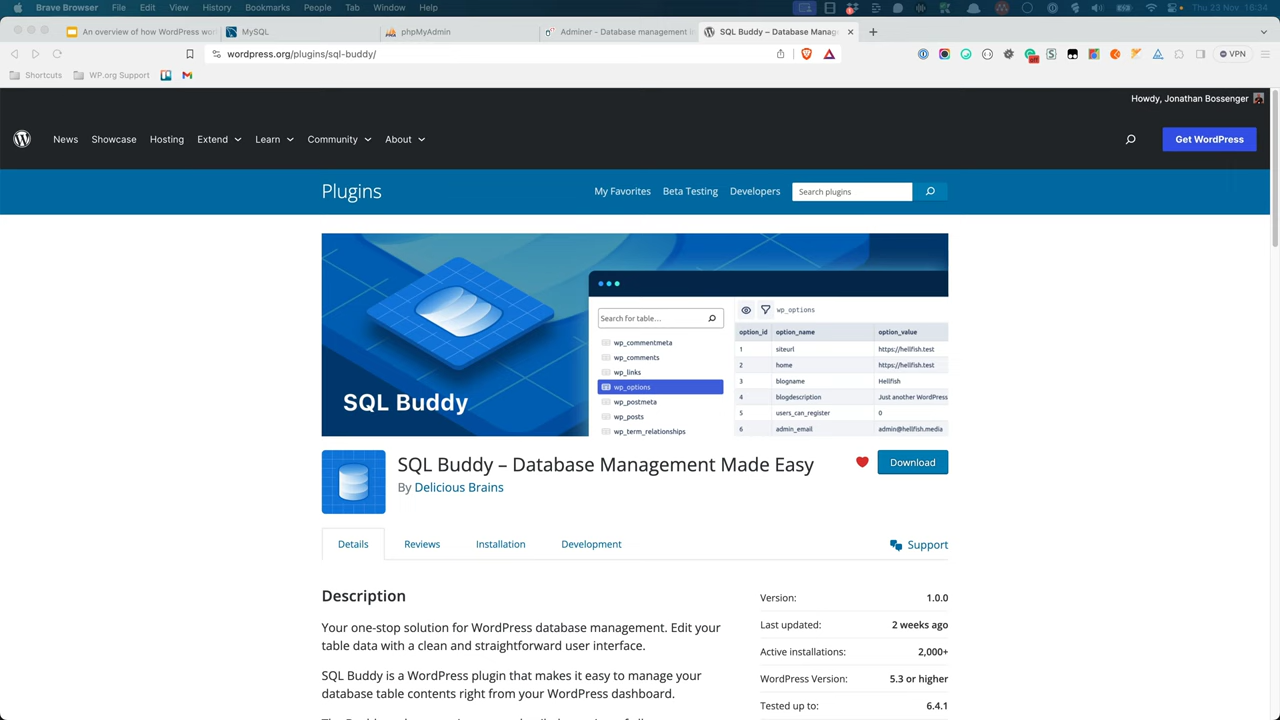 Brave Browser File Edit View History Bookmarks People Tab Window Help Thu 23 Nov 16:34
An overview of how WordPress wor
MySQL
phpMyAdmin
Adminer - Database management in
SQL Buddy – Database Manag
wordpress.org/plugins/sql-buddy/
VPN
Shortcuts
WP.org Support
Howdy, Jonathan Bossenger
News Showcase Hosting Extend Learn Community About Get WordPress
Plugins My Favorites Beta Testing Developers Search plugins
Search for table...
wp_commentmeta
wp_comments
wp_links
wp_options
wp_postmeta
wp_posts
wp_term_relationships
wp_options
option_id option_name option_value
1 siteurl https://hellfish.test
2 home https://hellfish.test
3 blogname Hellfish
4 blogdescription Just another WordPress
5 users_can_register 0
6 admin_email admin@hellfish.media
SQL Buddy
SQL Buddy – Database Management Made Easy
By Delicious Brains
Download
Details Reviews Installation Development Support
Description
Your one-stop solution for WordPress database management. Edit your
table data with a clean and straightforward user interface.
SQL Buddy is a WordPress plugin that makes it easy to manage your
database table contents right from your WordPress dashboard.
Version: 1.0.0
Last updated: 2 weeks ago
Active installations: 2,000+
WordPress Version: 5.3 or higher
Tested up to: 6.4.1